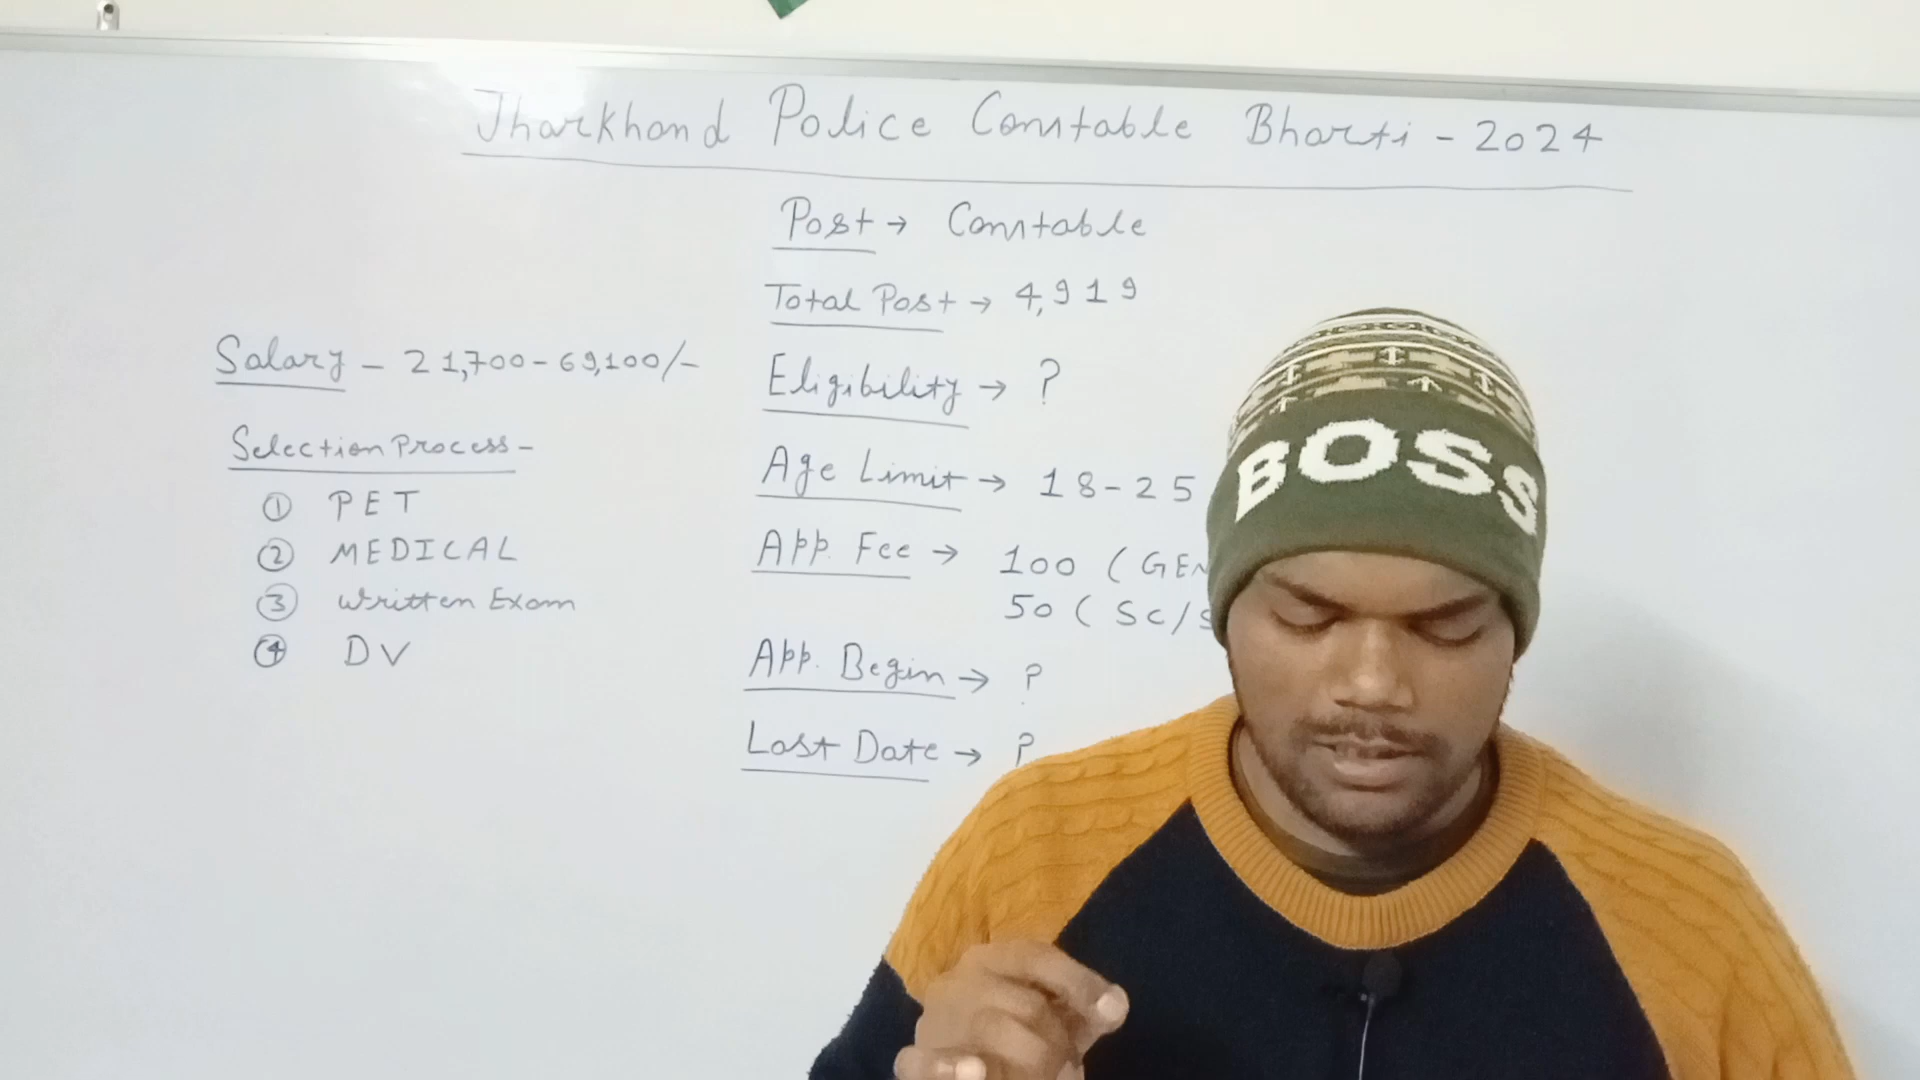 Jharkhand Police Constable Bharti - 2024
Post → Constable
Total Post → 4,919
Eligibility → ?
Age Limit → 18-25
App. Fee → 100 (GEN
50 (SC/S
App. Begin → ?
Last Date → ?
Salary - 21,700-69,100/-
Selection Process -
① PET
② MEDICAL
③ Written Exam
④ DV
BOSS